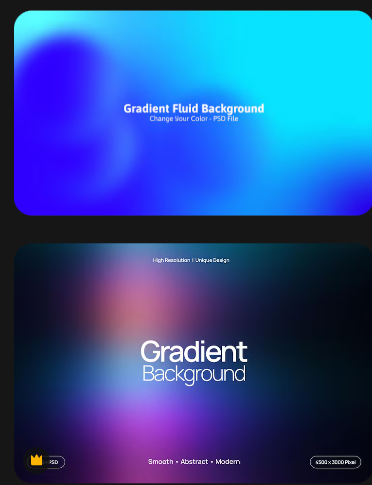 Gradient Fluid Background
Change Your Color - PSD File
High Resolution | Unique Design
Gradient
Background
PSD
Smooth • Abstract • Modern
4500 x 3000 Pixel